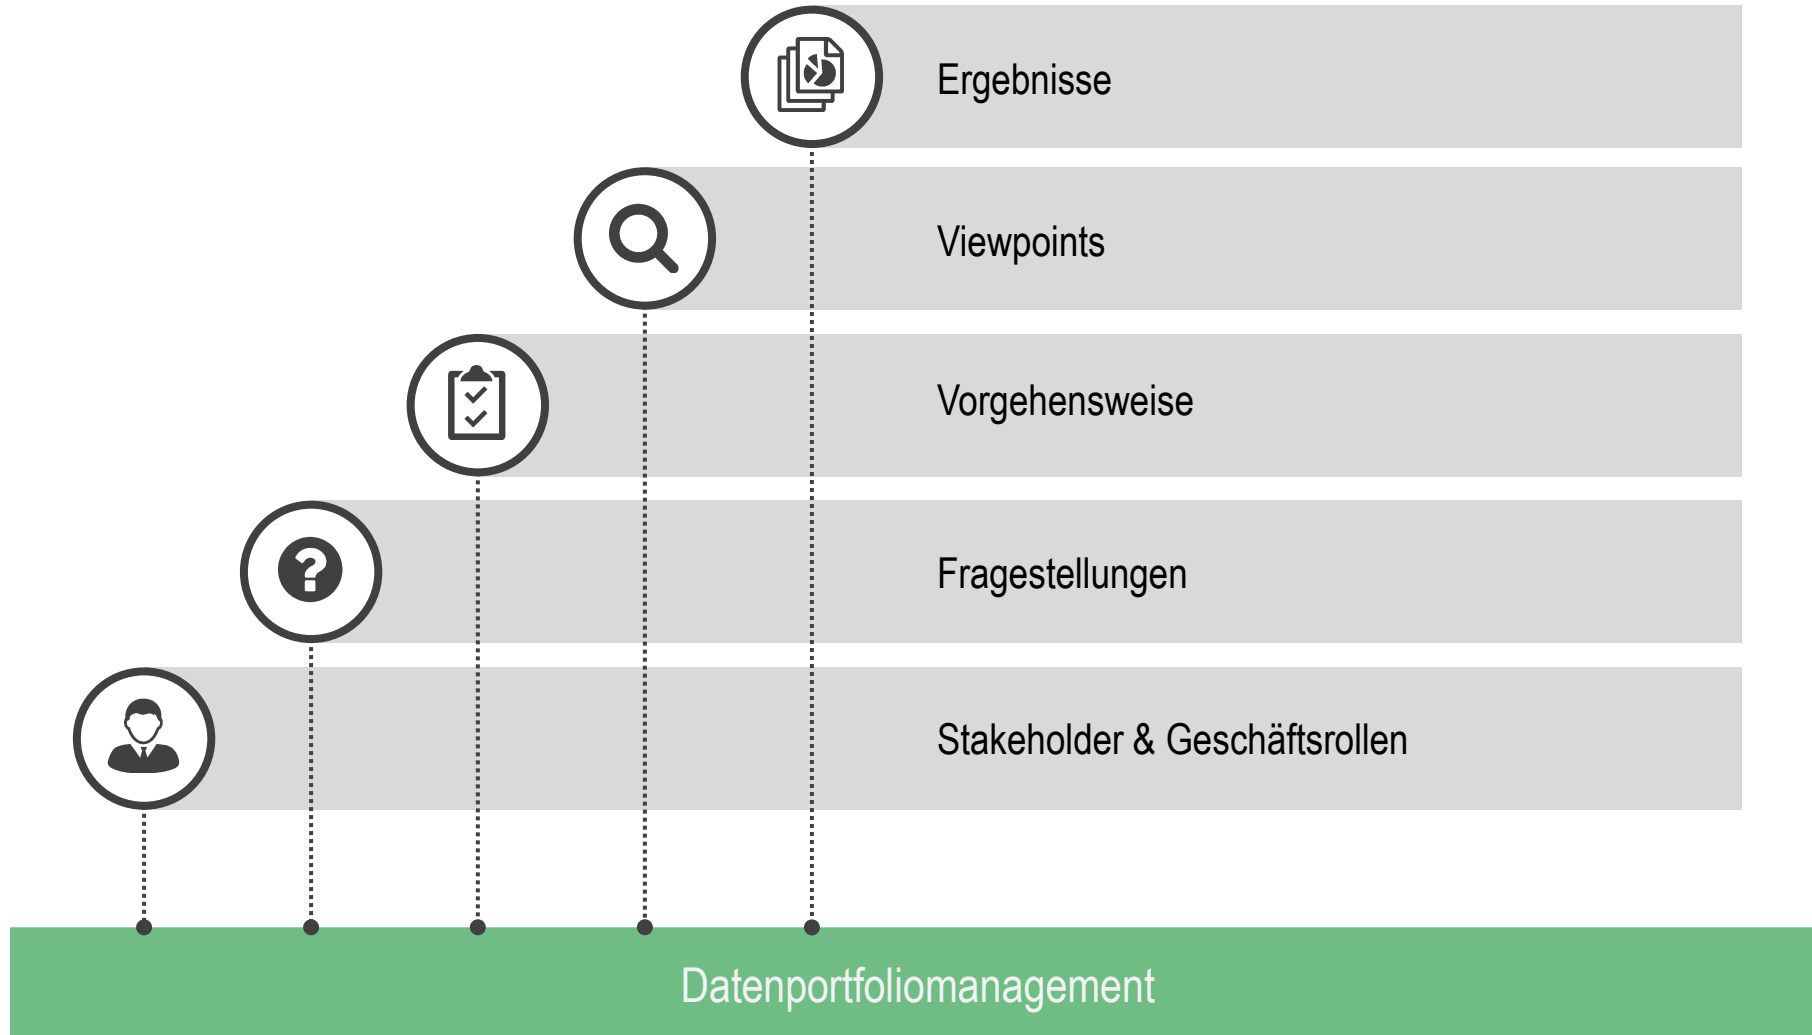 Ergebnisse
Viewpoints
Vorgehensweise
Fragestellungen
Stakeholder & Geschäftsrollen
Datenportfoliomanagement